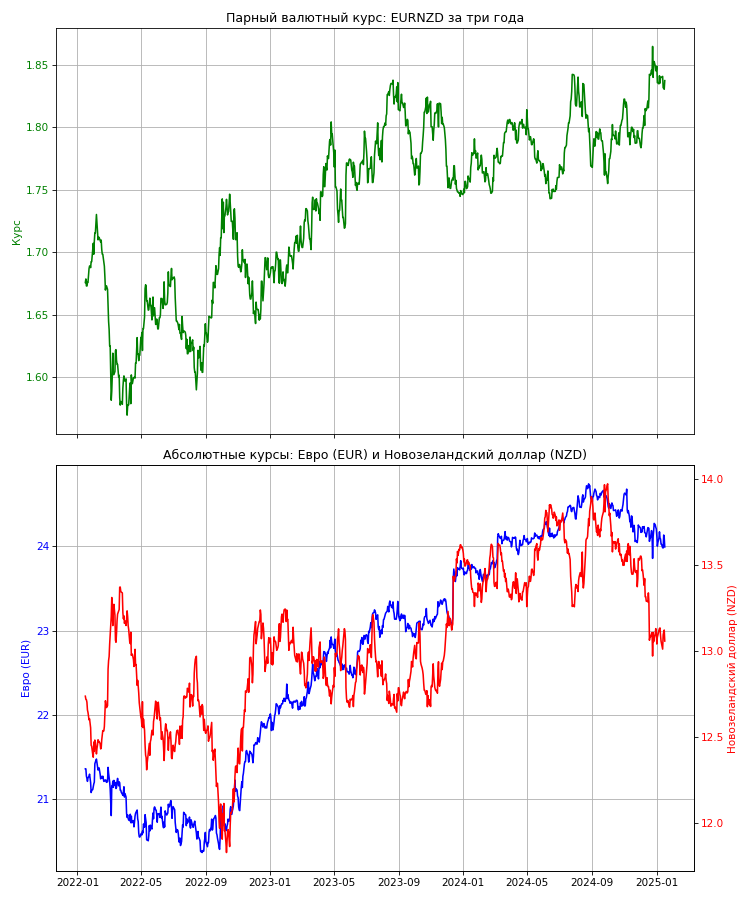 Парный валютный курс: EURNZD за три года
1.85
1.80
1.75
1.70
1.65
1.60
Курс
Абсолютные курсы: Евро (EUR) и Новозеландский доллар (NZD)
24
23
22
21
Евро (EUR)
14.0
13.5
13.0
12.5
12.0
Новозеландский доллар (NZD)
2022-01 2022-05 2022-09 2023-01 2023-05 2023-09 2024-01 2024-05 2024-09 2025-01